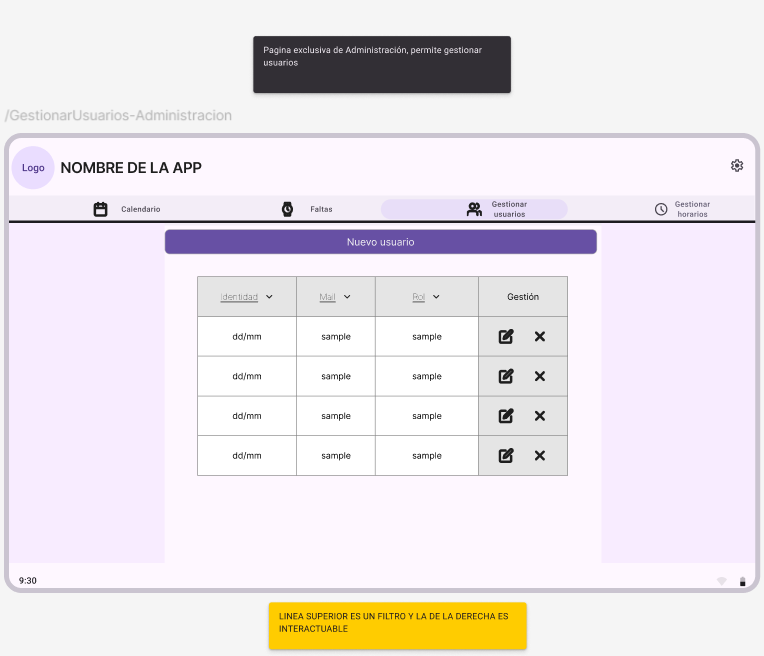 Pagina exclusiva de Administración, permite gestionar
usuarios
/GestionarUsuarios-Administracion
Logo
NOMBRE DE LA APP
Calendario
Faltas
Gestionar
usuarios
Gestionar
horarios
Nuevo usuario
Identidad Mail Rol Gestión
dd/mm sample sample
dd/mm sample sample
dd/mm sample sample
dd/mm sample sample
9:30
LINEA SUPERIOR ES UN FILTRO Y LA DE LA DERECHA ES
INTERACTUABLE